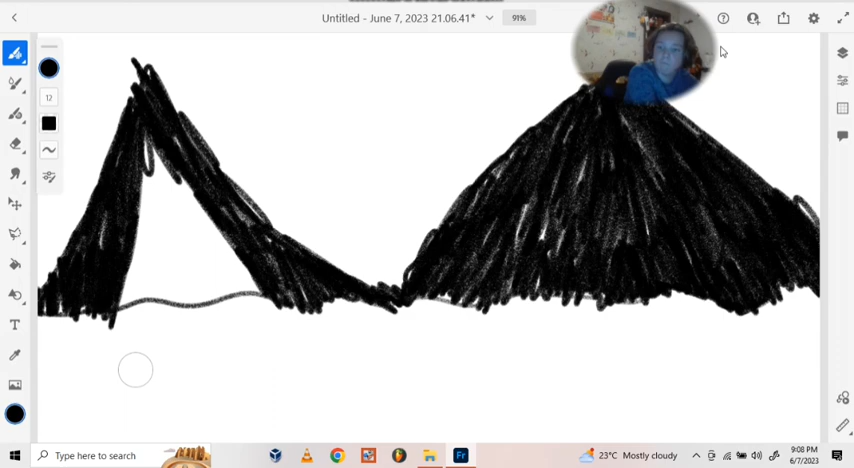 Untitled - June 7, 2023 21.06.41*
91%
12
T
Type here to search
Fr
23°C Mostly cloudy
9:08 PM
6/7/2023